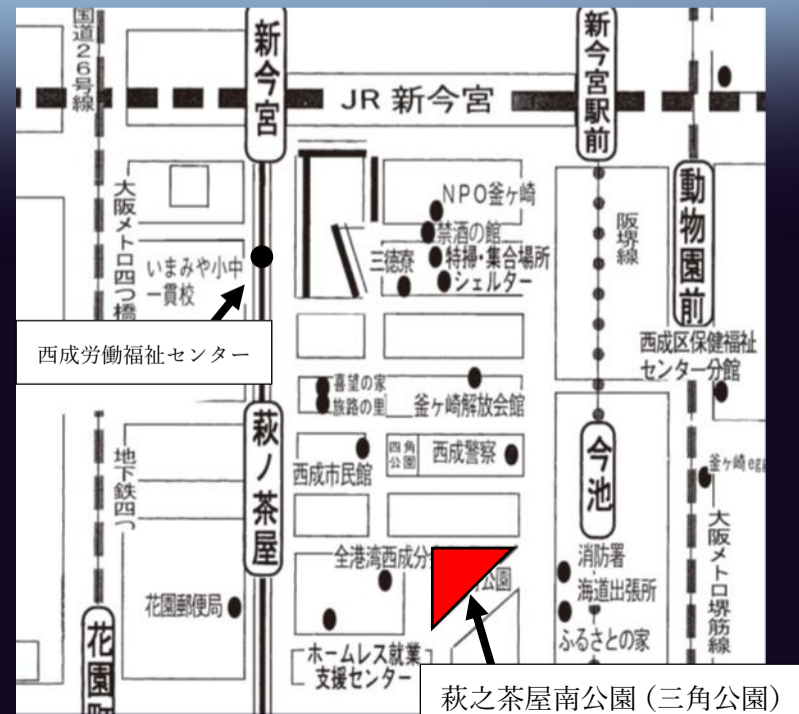 国道26号線
新今宮
JR 新今宮
新今宮駅前
大阪メトロ四つ橋
NPO釜ヶ崎
禁酒の館
三徳寮
特掃・集合場所
シェルター
いまみや小中
一貫校
阪堺線
動物園前
西成労働福祉センター
西成区保健福祉
センター分館
喜望の家
旅路の里
釜ヶ崎解放会館
萩ノ茶屋
地下鉄四つ
四角
公園
西成警察
西成市民館
今池
釜ヶ崎egg
大阪メトロ堺筋線
全港湾西成分
公園
消防署
海道出張所
花園郵便局
ふるさとの家
ホームレス就業
支援センター
花園町
萩之茶屋南公園(三角公園)